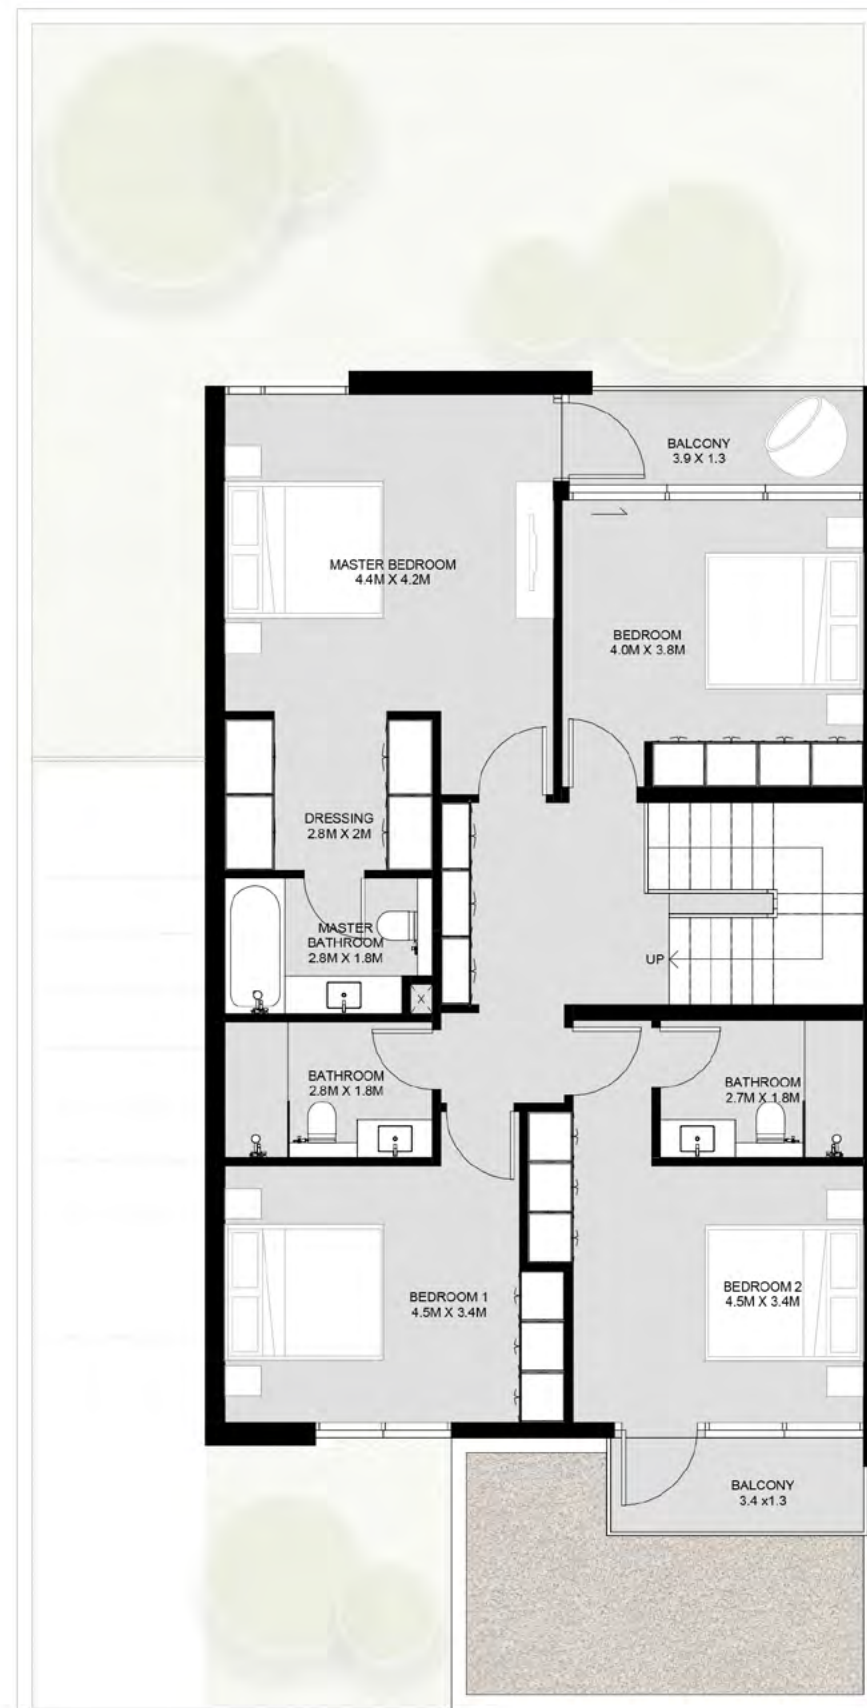 BALCONY
3.9 X 1.3
MASTER BEDROOM
4.4M X 4.2M
BEDROOM
4.0M X 3.8M
DRESSING
2.8M X 2M
MASTER
BATHROOM
2.8M X 1.8M
UP
X
BATHROOM
2.8M X 1.8M
BATHROOM
2.7M X 1.8M
BEDROOM 1
4.5M X 3.4M
BEDROOM 2
4.5M X 3.4M
BALCONY
3.4 x1.3